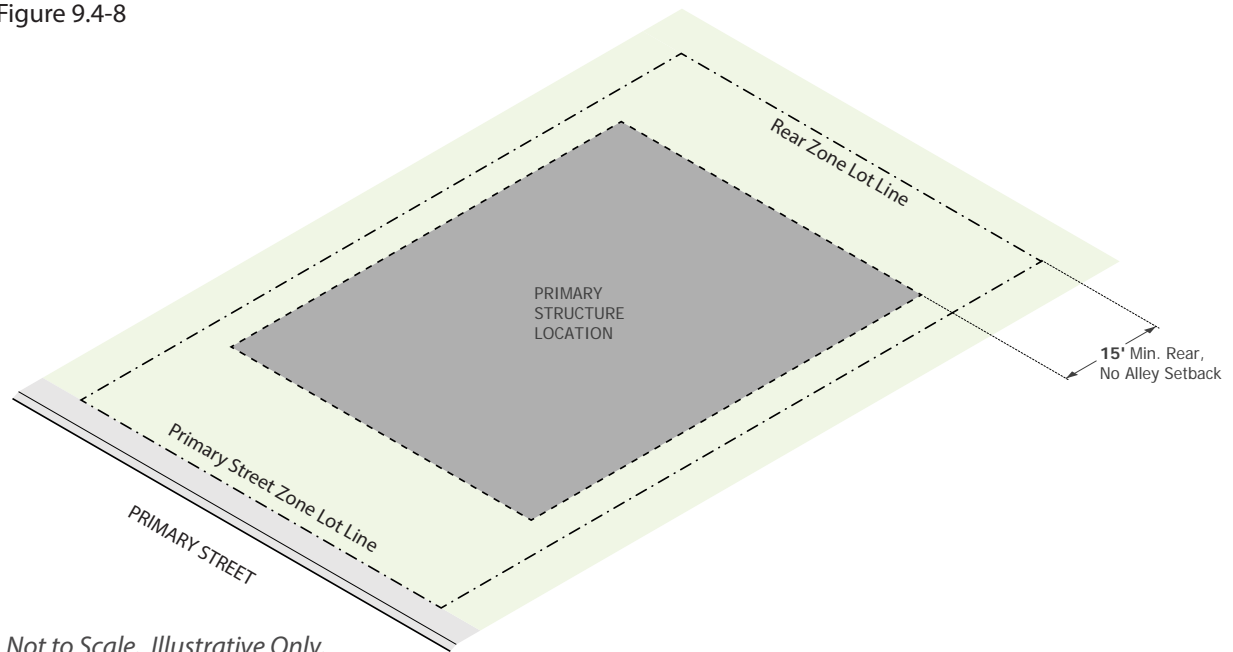 Figure 9.4-8
Rear Zone Lot Line
PRIMARY
STRUCTURE
LOCATION
15' Min. Rear,
No Alley Setback
Primary Street Zone Lot Line
PRIMARY STREET
Not to Scale. Illustrative Only